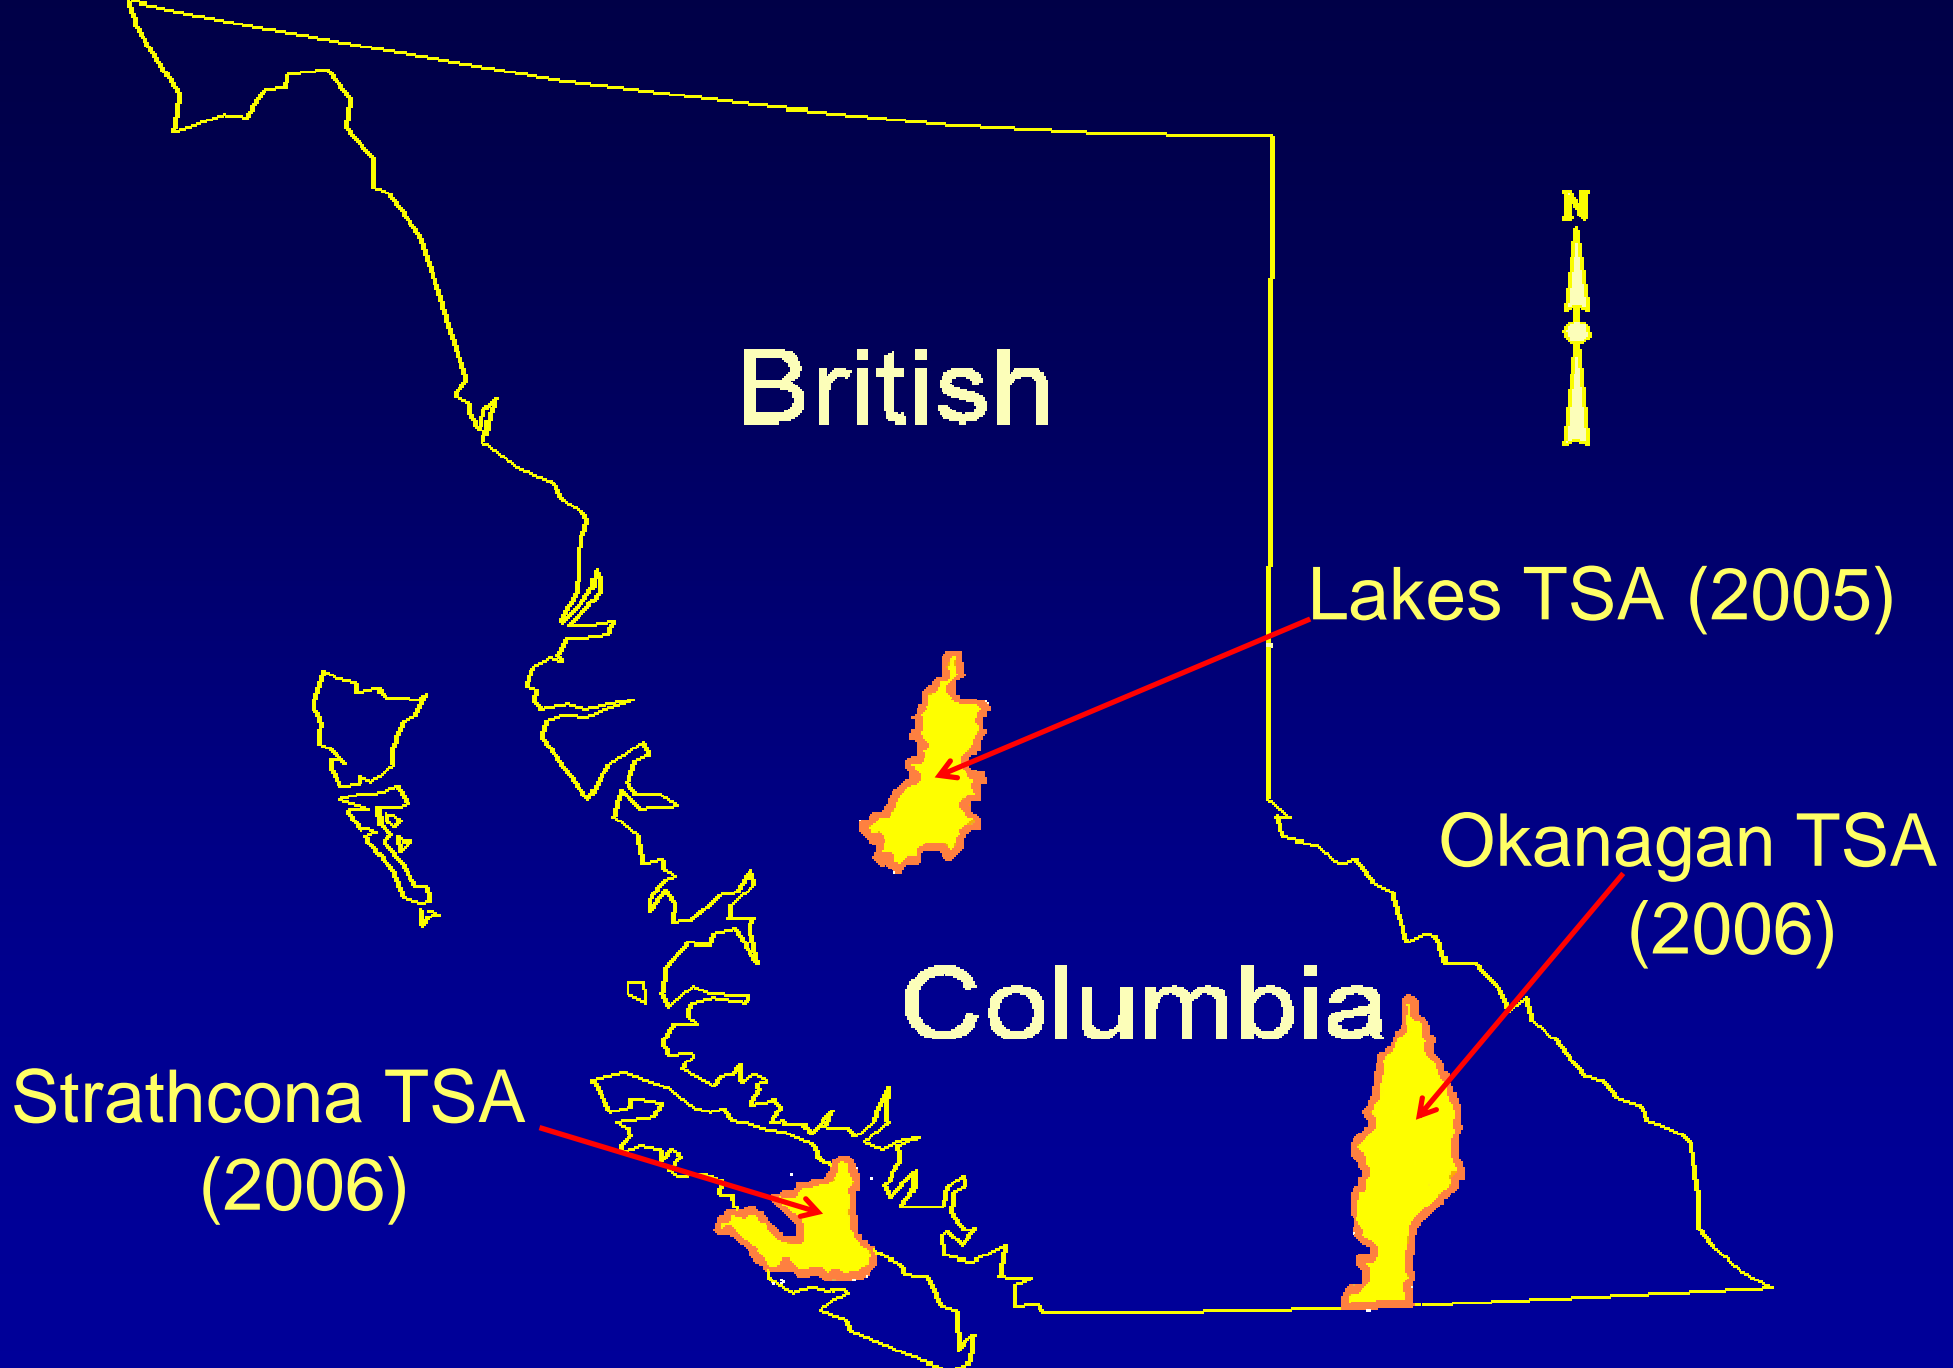 N
British
Lakes TSA (2005)
Okanagan TSA
(2006)
Columbia
Strathcona TSA
(2006)